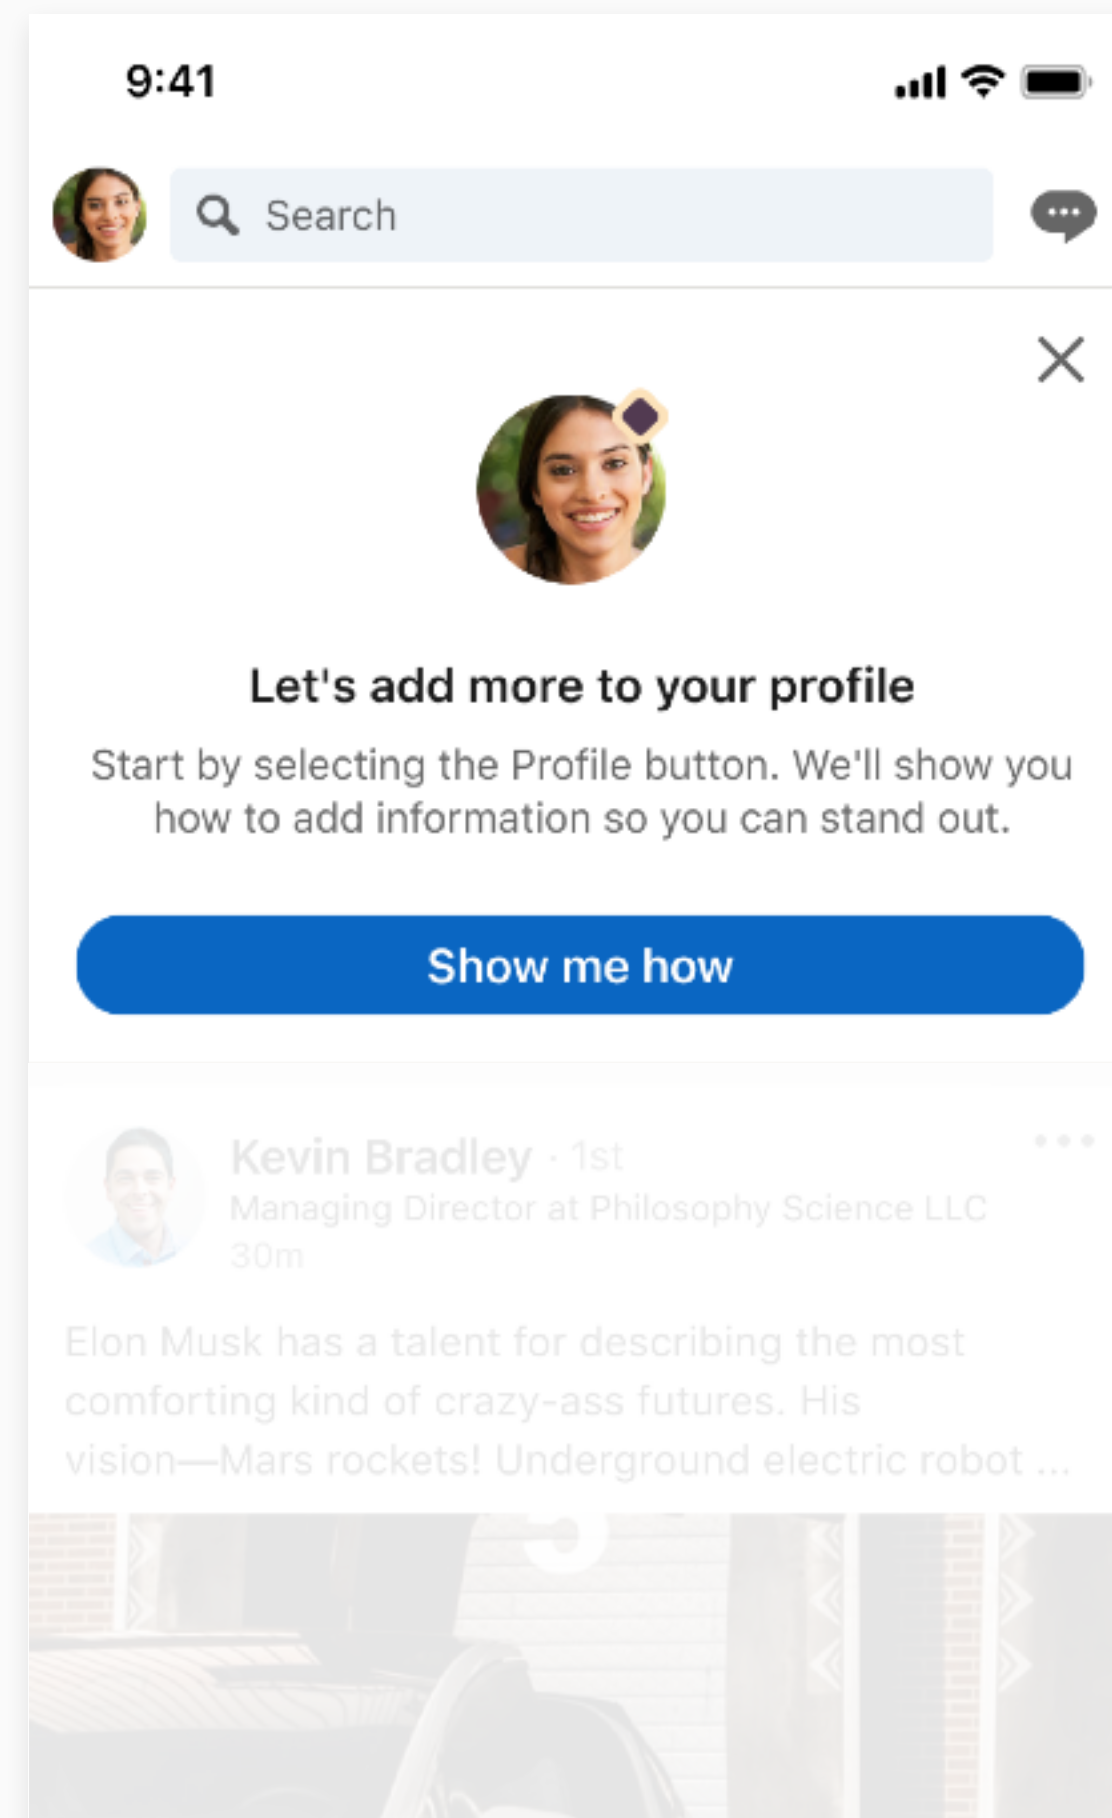 9:41
Search
Let's add more to your profile
Start by selecting the Profile button. We'll show you
how to add information so you can stand out.
Show me how
Kevin Bradley · 1st
Managing Director at Philosophy Science LLC
30m
Elon Musk has a talent for describing the most
comforting kind of crazy-ass futures. His
vision—Mars rockets! Underground electric robot ...
5